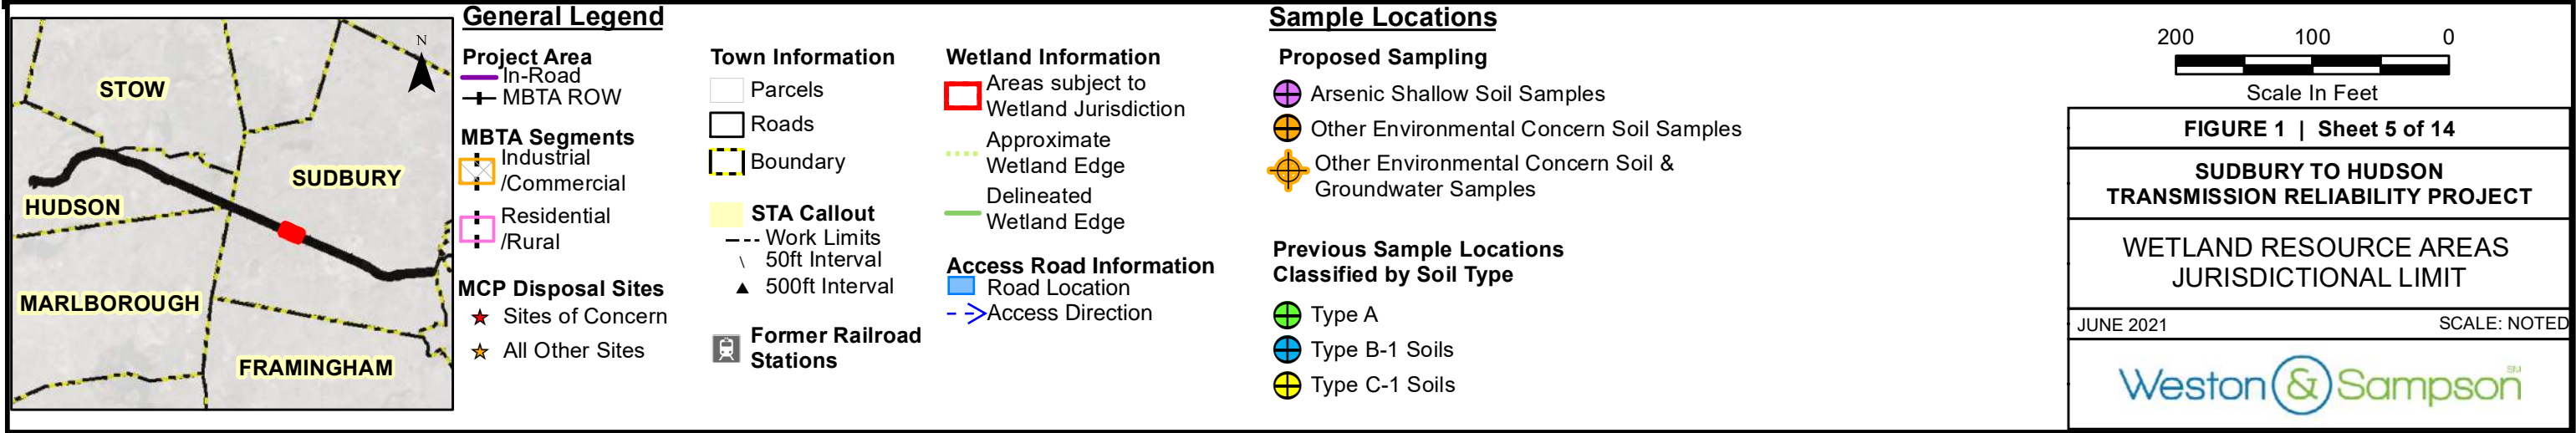 N
STOW
SUDBURY
HUDSON
MARLBOROUGH
FRAMINGHAM
General Legend
Project Area
In-Road
MBTA ROW
MBTA Segments
Industrial
/Commercial
Residential
/Rural
MCP Disposal Sites
Sites of Concern
All Other Sites
Town Information
Parcels
Roads
Boundary
STA Callout
Work Limits
50ft Interval
500ft Interval
Former Railroad
Stations
Wetland Information
Areas subject to
Wetland Jurisdiction
Approximate
Wetland Edge
Delineated
Wetland Edge
Access Road Information
Road Location
Access Direction
Sample Locations
Proposed Sampling
Arsenic Shallow Soil Samples
Other Environmental Concern Soil Samples
Other Environmental Concern Soil &
Groundwater Samples
Previous Sample Locations
Classified by Soil Type
Type A
Type B-1 Soils
Type C-1 Soils
200 100 0
Scale In Feet
FIGURE 1 | Sheet 5 of 14
SUDBURY TO HUDSON
TRANSMISSION RELIABILITY PROJECT
WETLAND RESOURCE AREAS
JURISDICTIONAL LIMIT
JUNE 2021 SCALE: NOTED
Weston & Sampson SM